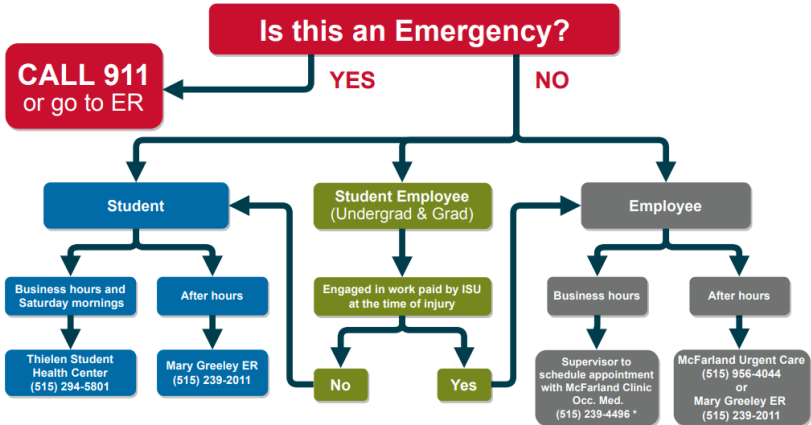 Is this an Emergency?
CALL 911
or go to ER
YES
NO
Student
Student Employee
(Undergrad & Grad)
Employee
Business hours and
Saturday mornings
After hours
Engaged in work paid by ISU
at the time of injury
Business hours
After hours
Thielen Student
Health Center
(515) 294-5801
Mary Greeley ER
(515) 239-2011
No
Yes
Supervisor to
schedule appointment
with McFarland Clinic
Occ. Med.
(515) 239-4496 *
McFarland Urgent Care
(515) 956-4044
or
Mary Greeley ER
(515) 239-2011